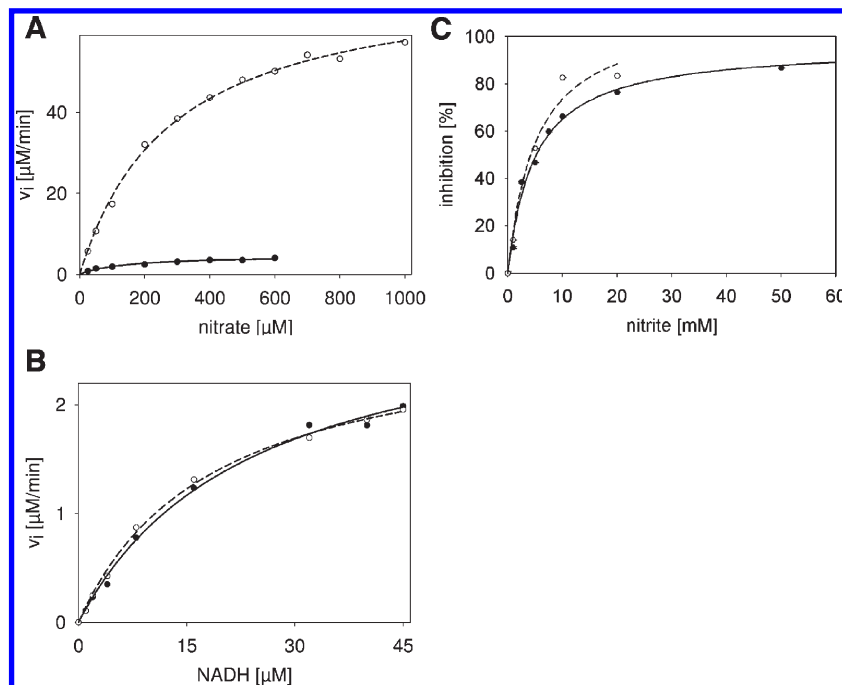 A
v_i [µM/min]
40
20
0
0 200 400 600 800 1000
nitrate [µM]
B
v_i [µM/min]
2
1
0
0 15 30 45
NADH [µM]
C
inhibition [%]
100
80
60
40
20
0
0 10 20 30 40 50 60
nitrite [mM]